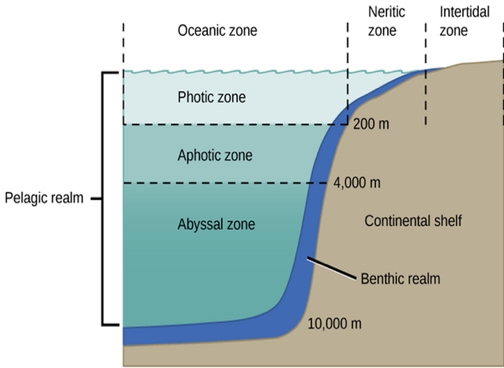 Oceanic zone
Neritic
zone
Intertidal
zone
Photic zone
200 m
Aphotic zone
4,000 m
Pelagic realm
Abyssal zone
Continental shelf
Benthic realm
10,000 m